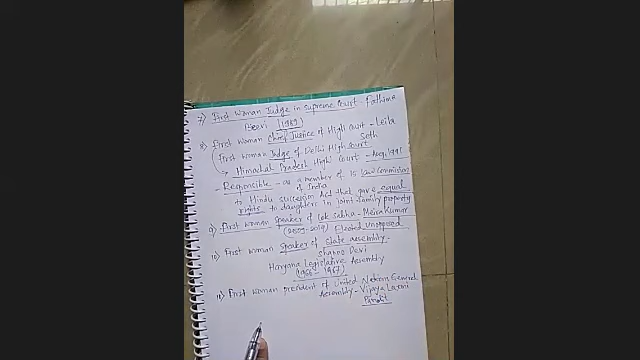 7) First Woman Judge in supreme court - Fathima
Beevi (1989)
8) First Woman Chief Justice of High Court - Leila
Seth
First woman Judge of Delhi High Court
Himachal Pradesh High Court - Aug, 1991
- Responsible - as a member of 15 Law Commission
of India
to Hindu succession Act that gave equal
rights to daughters in joint family property
9) First woman Speaker of Lok sabha - Meira Kumar
Elected unopposed
10) First woman Speaker of state assembly -
Shanno Devi
Haryana Legislative Assembly
(1966 - 1967)
11) First Woman president of United Nation General
Assembly - Vijaya Laxmi
Pandit